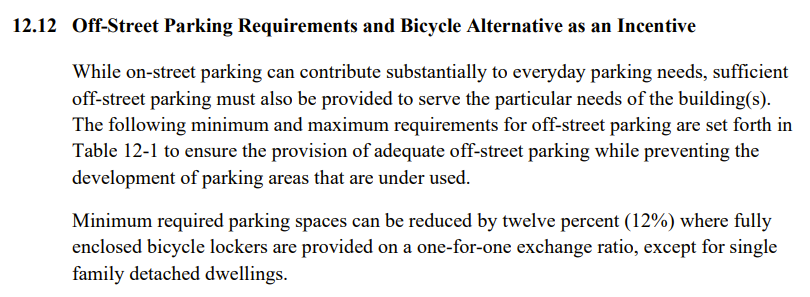 12.12 Off-Street Parking Requirements and Bicycle Alternative as an Incentive
While on-street parking can contribute substantially to everyday parking needs, sufficient
off-street parking must also be provided to serve the particular needs of the building(s).
The following minimum and maximum requirements for off-street parking are set forth in
Table 12-1 to ensure the provision of adequate off-street parking while preventing the
development of parking areas that are under used.
Minimum required parking spaces can be reduced by twelve percent (12%) where fully
enclosed bicycle lockers are provided on a one-for-one exchange ratio, except for single
family detached dwellings.